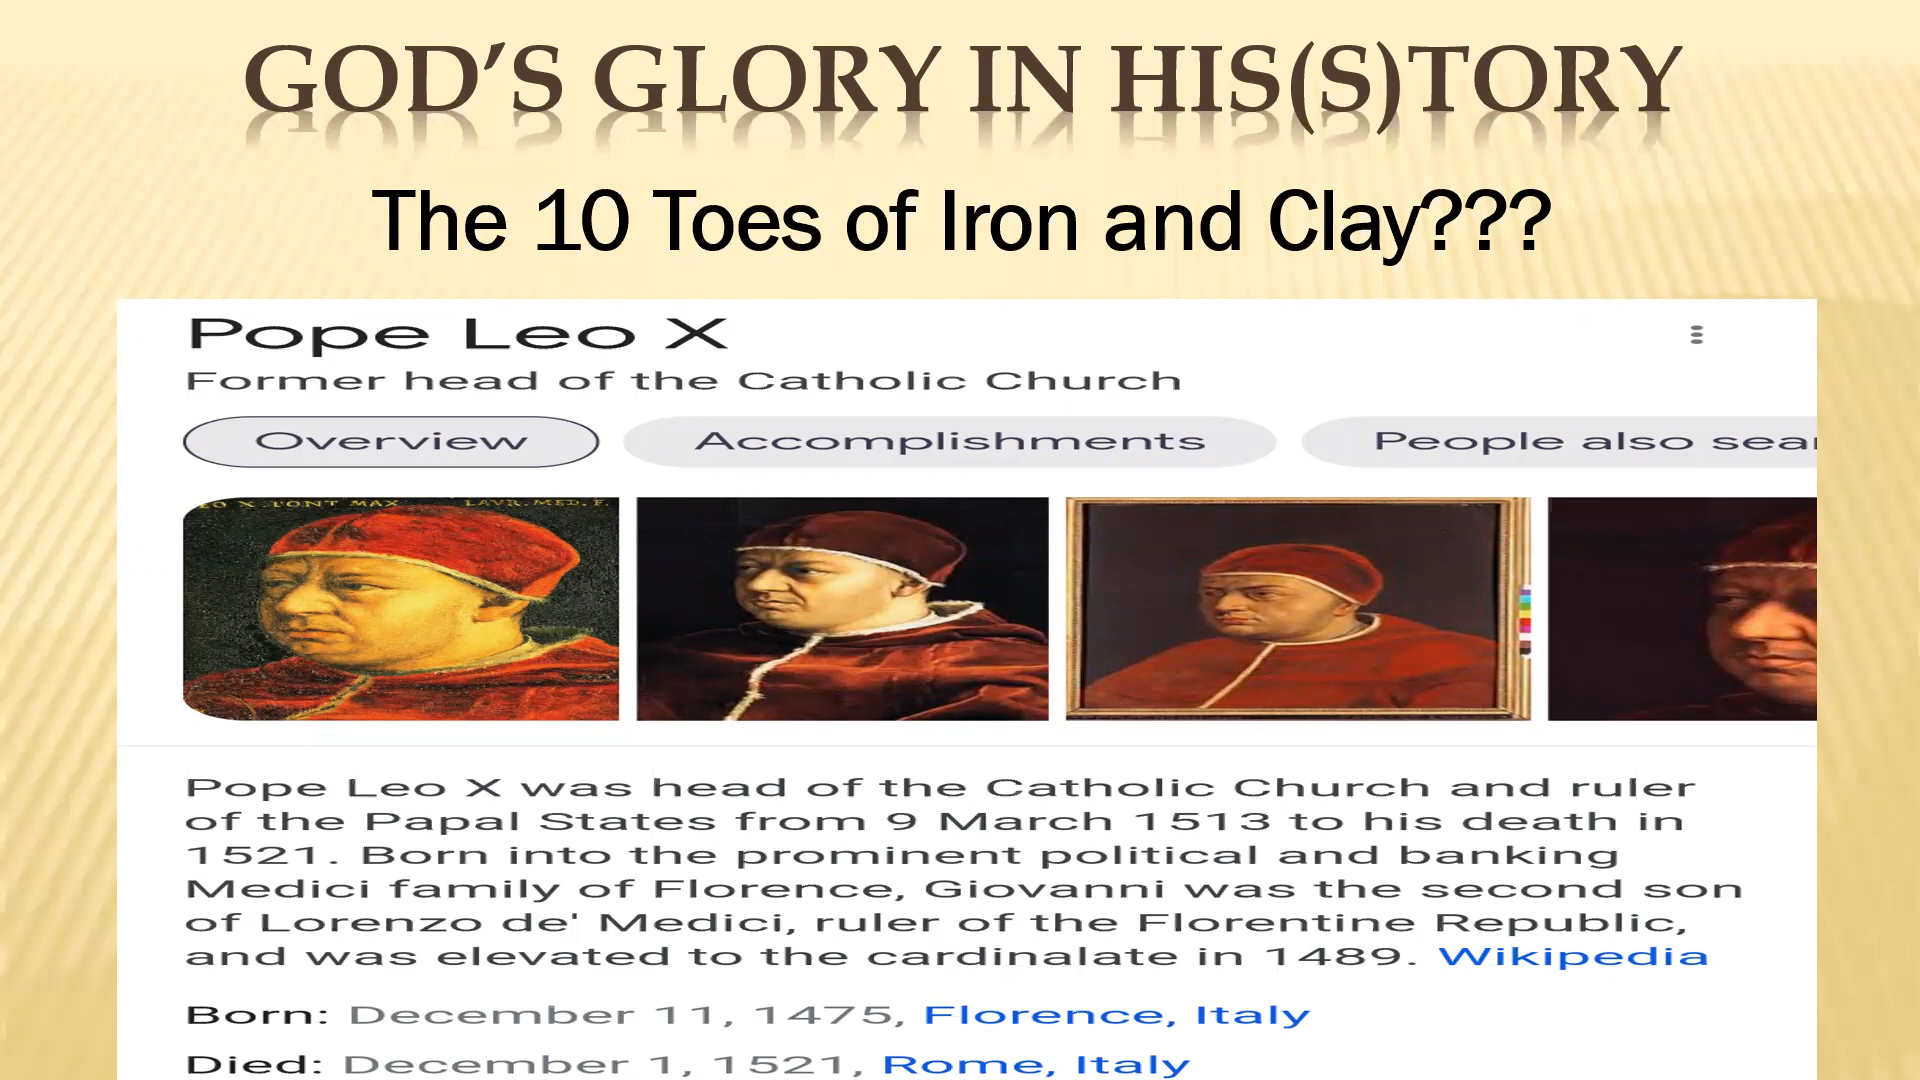 GOD’S GLORY IN HIS(S)TORY
The 10 Toes of Iron and Clay???
Pope Leo X
Former head of the Catholic Church
Overview
Accomplishments
People also sear
LAVR. MED. F.
Pope Leo X was head of the Catholic Church and ruler
of the Papal States from 9 March 1513 to his death in
1521. Born into the prominent political and banking
Medici family of Florence, Giovanni was the second son
of Lorenzo de' Medici, ruler of the Florentine Republic,
and was elevated to the cardinalate in 1489. Wikipedia
Born: December 11, 1475, Florence, Italy
Died: December 1, 1521, Rome, Italy